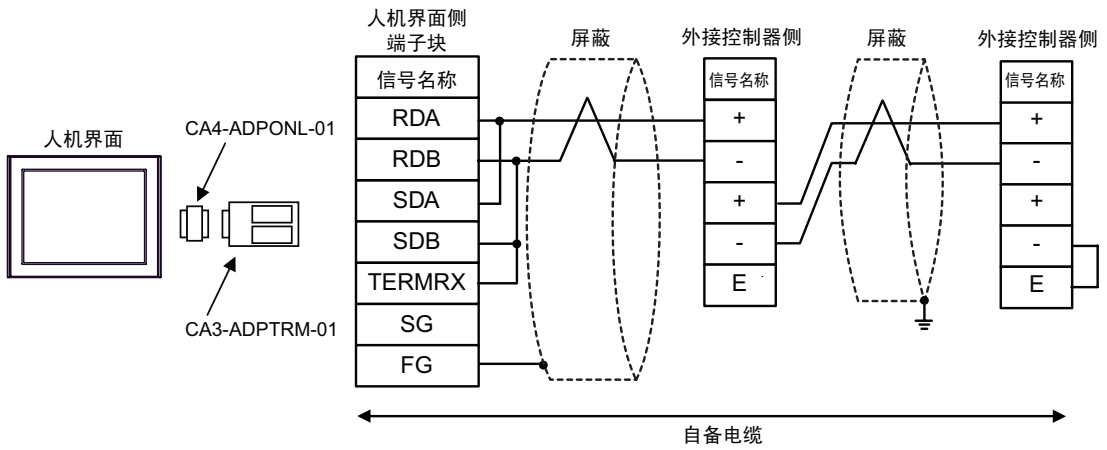 人机界面
CA4-ADPONL-01
CA3-ADPTRM-01
人机界面侧
端子块
信号名称
RDA
RDB
SDA
SDB
TERMRX
SG
FG
屏蔽
外接控制器侧
信号名称
+
-
+
-
E
屏蔽
外接控制器侧
信号名称
+
-
+
-
E
自备电缆